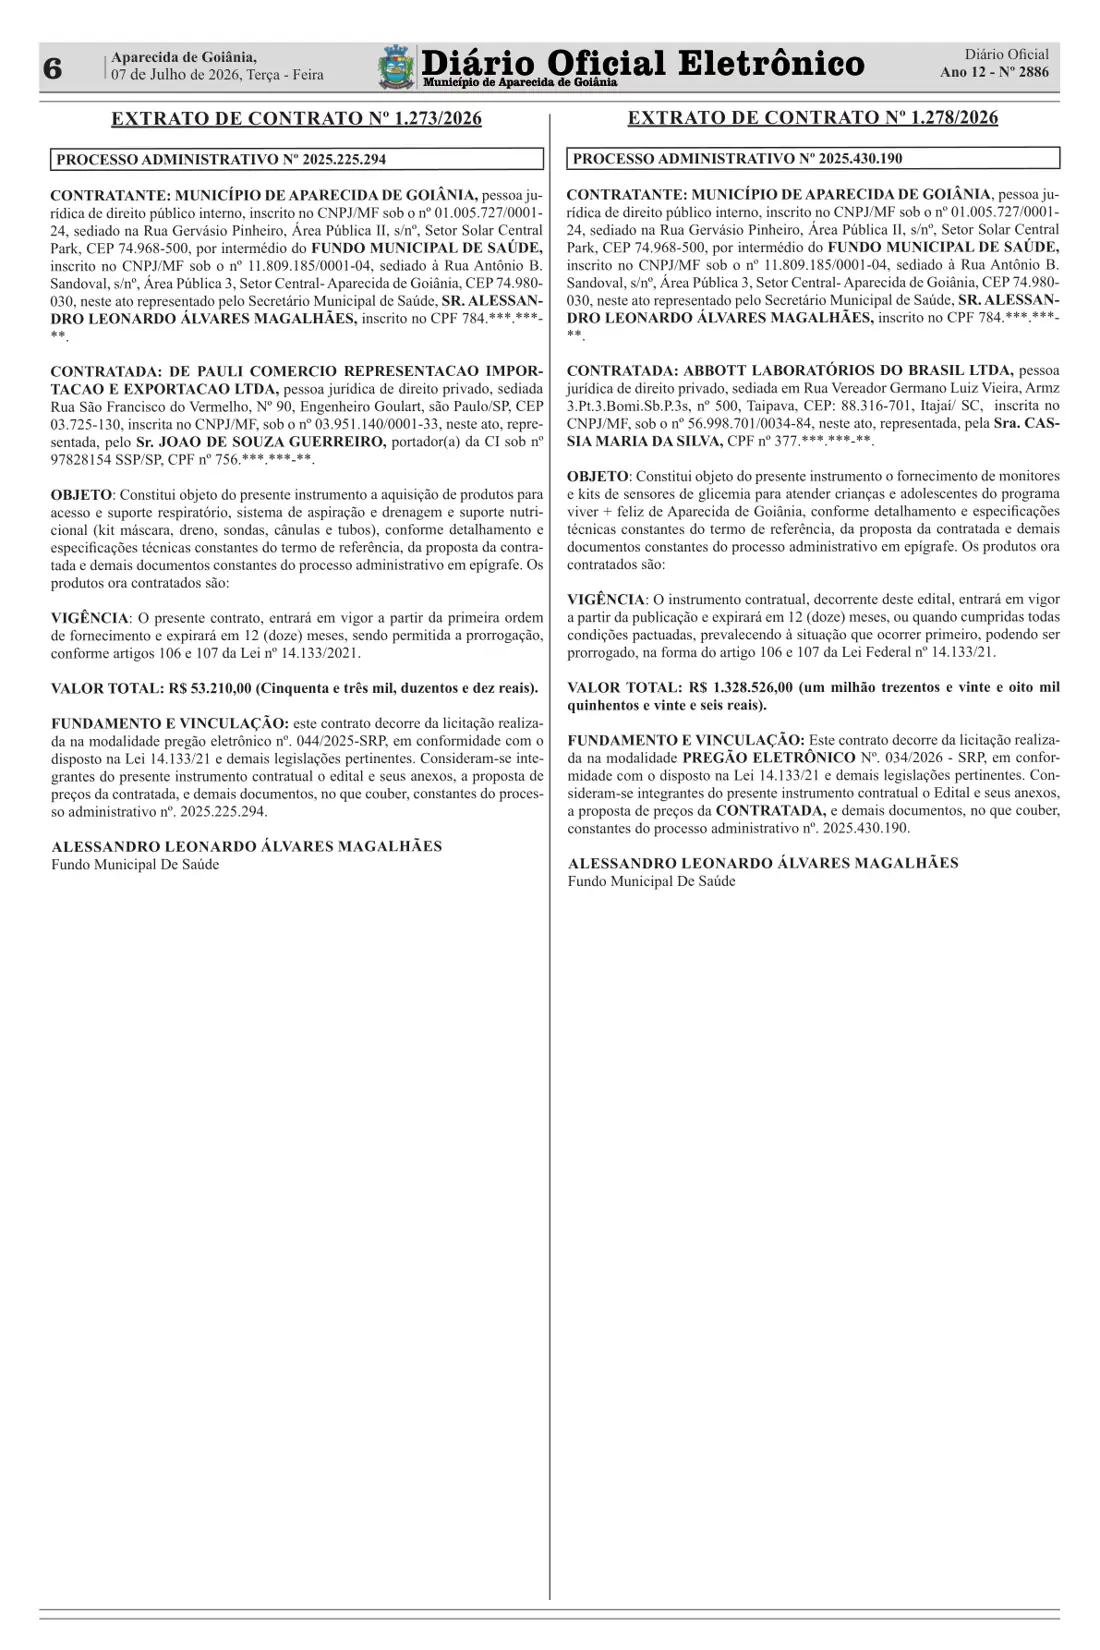 6
Aparecida de Goiânia,
07 de Julho de 2026, Terça - Feira
Diário Oficial Eletrônico
Município de Aparecida de Goiânia
Diário Oficial
Ano 12 - Nº 2886
EXTRATO DE CONTRATO Nº 1.273/2026
PROCESSO ADMINISTRATIVO Nº 2025.225.294
CONTRATANTE: MUNICÍPIO DE APARECIDA DE GOIÂNIA, pessoa ju-
rídica de direito público interno, inscrito no CNPJ/MF sob o nº 01.005.727/0001-
24, sediado na Rua Gervásio Pinheiro, Área Pública II, s/nº, Setor Solar Central
Park, CEP 74.968-500, por intermédio do FUNDO MUNICIPAL DE SAÚDE,
inscrito no CNPJ/MF sob o nº 11.809.185/0001-04, sediado à Rua Antônio B.
Sandoval, s/nº, Área Pública 3, Setor Central- Aparecida de Goiânia, CEP 74.980-
030, neste ato representado pelo Secretário Municipal de Saúde, SR. ALESSAN-
DRO LEONARDO ÁLVARES MAGALHÃES, inscrito no CPF 784.***.***-
**.
CONTRATADA: DE PAULI COMERCIO REPRESENTACAO IMPOR-
TACAO E EXPORTACAO LTDA, pessoa jurídica de direito privado, sediada
Rua São Francisco do Vermelho, Nº 90, Engenheiro Goulart, são Paulo/SP, CEP
03.725-130, inscrita no CNPJ/MF, sob o nº 03.951.140/0001-33, neste ato, repre-
sentada, pelo Sr. JOAO DE SOUZA GUERREIRO, portador(a) da CI sob nº
97828154 SSP/SP, CPF nº 756.***.***-**.
OBJETO: Constitui objeto do presente instrumento a aquisição de produtos para
acesso e suporte respiratório, sistema de aspiração e drenagem e suporte nutri-
cional (kit máscara, dreno, sondas, cânulas e tubos), conforme detalhamento e
especificações técnicas constantes do termo de referência, da proposta da contra-
tada e demais documentos constantes do processo administrativo em epígrafe. Os
produtos ora contratados são:
VIGÊNCIA: O presente contrato, entrará em vigor a partir da primeira ordem
de fornecimento e expirará em 12 (doze) meses, sendo permitida a prorrogação,
conforme artigos 106 e 107 da Lei nº 14.133/2021.
VALOR TOTAL: R$ 53.210,00 (Cinquenta e três mil, duzentos e dez reais).
FUNDAMENTO E VINCULAÇÃO: este contrato decorre da licitação realiza-
da na modalidade pregão eletrônico nº. 044/2025-SRP, em conformidade com o
disposto na Lei 14.133/21 e demais legislações pertinentes. Consideram-se inte-
grantes do presente instrumento contratual o edital e seus anexos, a proposta de
preços da contratada, e demais documentos, no que couber, constantes do proces-
so administrativo nº. 2025.225.294.
ALESSANDRO LEONARDO ÁLVARES MAGALHÃES
Fundo Municipal De Saúde
EXTRATO DE CONTRATO Nº 1.278/2026
PROCESSO ADMINISTRATIVO Nº 2025.430.190
CONTRATANTE: MUNICÍPIO DE APARECIDA DE GOIÂNIA, pessoa ju-
rídica de direito público interno, inscrito no CNPJ/MF sob o nº 01.005.727/0001-
24, sediado na Rua Gervásio Pinheiro, Área Pública II, s/nº, Setor Solar Central
Park, CEP 74.968-500, por intermédio do FUNDO MUNICIPAL DE SAÚDE,
inscrito no CNPJ/MF sob o nº 11.809.185/0001-04, sediado à Rua Antônio B.
Sandoval, s/nº, Área Pública 3, Setor Central- Aparecida de Goiânia, CEP 74.980-
030, neste ato representado pelo Secretário Municipal de Saúde, SR. ALESSAN-
DRO LEONARDO ÁLVARES MAGALHÃES, inscrito no CPF 784.***.***-
**.
CONTRATADA: ABBOTT LABORATÓRIOS DO BRASIL LTDA, pessoa
jurídica de direito privado, sediada em Rua Vereador Germano Luiz Vieira, Armz
3.Pt.3.Bomi.Sb.P.3s, nº 500, Taipava, CEP: 88.316-701, Itajaí/ SC, inscrita no
CNPJ/MF, sob o nº 56.998.701/0034-84, neste ato, representada, pela Sra. CAS-
SIA MARIA DA SILVA, CPF nº 377.***.***-**.
OBJETO: Constitui objeto do presente instrumento o fornecimento de monitores
e kits de sensores de glicemia para atender crianças e adolescentes do programa
viver + feliz de Aparecida de Goiânia, conforme detalhamento e especificações
técnicas constantes do termo de referência, da proposta da contratada e demais
documentos constantes do processo administrativo em epígrafe. Os produtos ora
contratados são:
VIGÊNCIA: O instrumento contratual, decorrente deste edital, entrará em vigor
a partir da publicação e expirará em 12 (doze) meses, ou quando cumpridas todas
condições pactuadas, prevalecendo à situação que ocorrer primeiro, podendo ser
prorrogado, na forma do artigo 106 e 107 da Lei Federal nº 14.133/21.
VALOR TOTAL: R$ 1.328.526,00 (um milhão trezentos e vinte e oito mil
quinhentos e vinte e seis reais).
FUNDAMENTO E VINCULAÇÃO: Este contrato decorre da licitação realiza-
da na modalidade PREGÃO ELETRÔNICO Nº. 034/2026 - SRP, em confor-
midade com o disposto na Lei 14.133/21 e demais legislações pertinentes. Con-
sideram-se integrantes do presente instrumento contratual o Edital e seus anexos,
a proposta de preços da CONTRATADA, e demais documentos, no que couber,
constantes do processo administrativo nº. 2025.430.190.
ALESSANDRO LEONARDO ÁLVARES MAGALHÃES
Fundo Municipal De Saúde